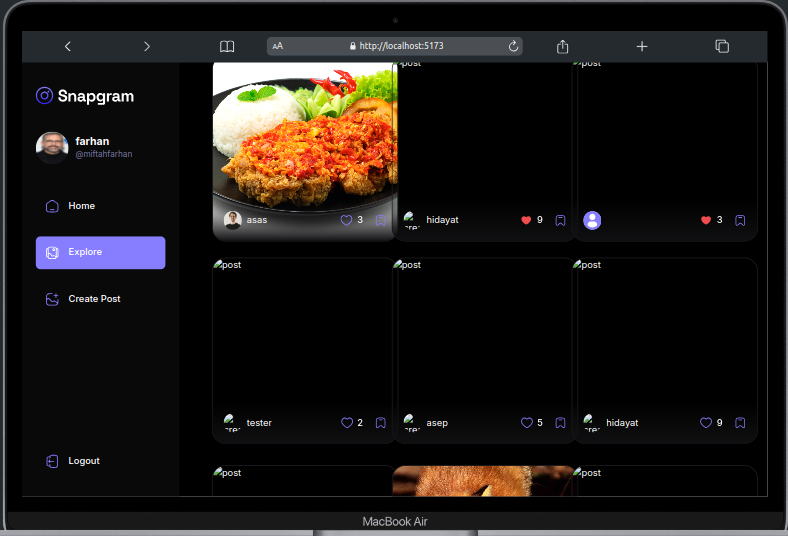 AA
http://localhost:5173
Snapgram
farhan
@miftahfarhan
Home
Explore
Create Post
Logout
post
post
asas
3
hidayat
9
3
post
post
post
tester
2
asep
5
hidayat
9
post
post
MacBook Air